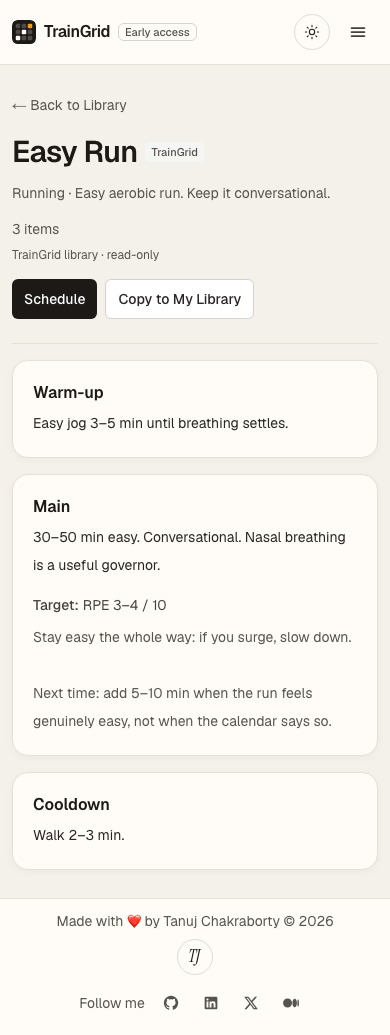 TrainGrid Early access
← Back to Library
Easy Run TrainGrid
Running · Easy aerobic run. Keep it conversational.
3 items
TrainGrid library · read-only
Schedule Copy to My Library
Warm-up
Easy jog 3–5 min until breathing settles.
Main
30–50 min easy. Conversational. Nasal breathing
is a useful governor.
Target: RPE 3–4 / 10
Stay easy the whole way: if you surge, slow down.
Next time: add 5–10 min when the run feels
genuinely easy, not when the calendar says so.
Cooldown
Walk 2–3 min.
Made with ❤️ by Tanuj Chakraborty © 2026
TJ
Follow me